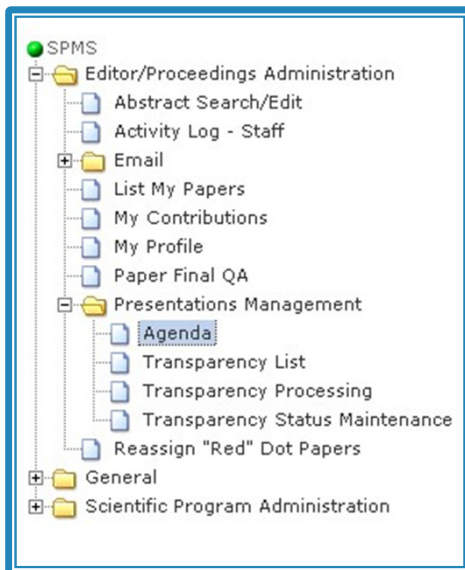 SPMS
Editor/Proceedings Administration
Abstract Search/Edit
Activity Log - Staff
Email
List My Papers
My Contributions
My Profile
Paper Final QA
Presentations Management
Agenda
Transparency List
Transparency Processing
Transparency Status Maintenance
Reassign "Red" Dot Papers
General
Scientific Program Administration